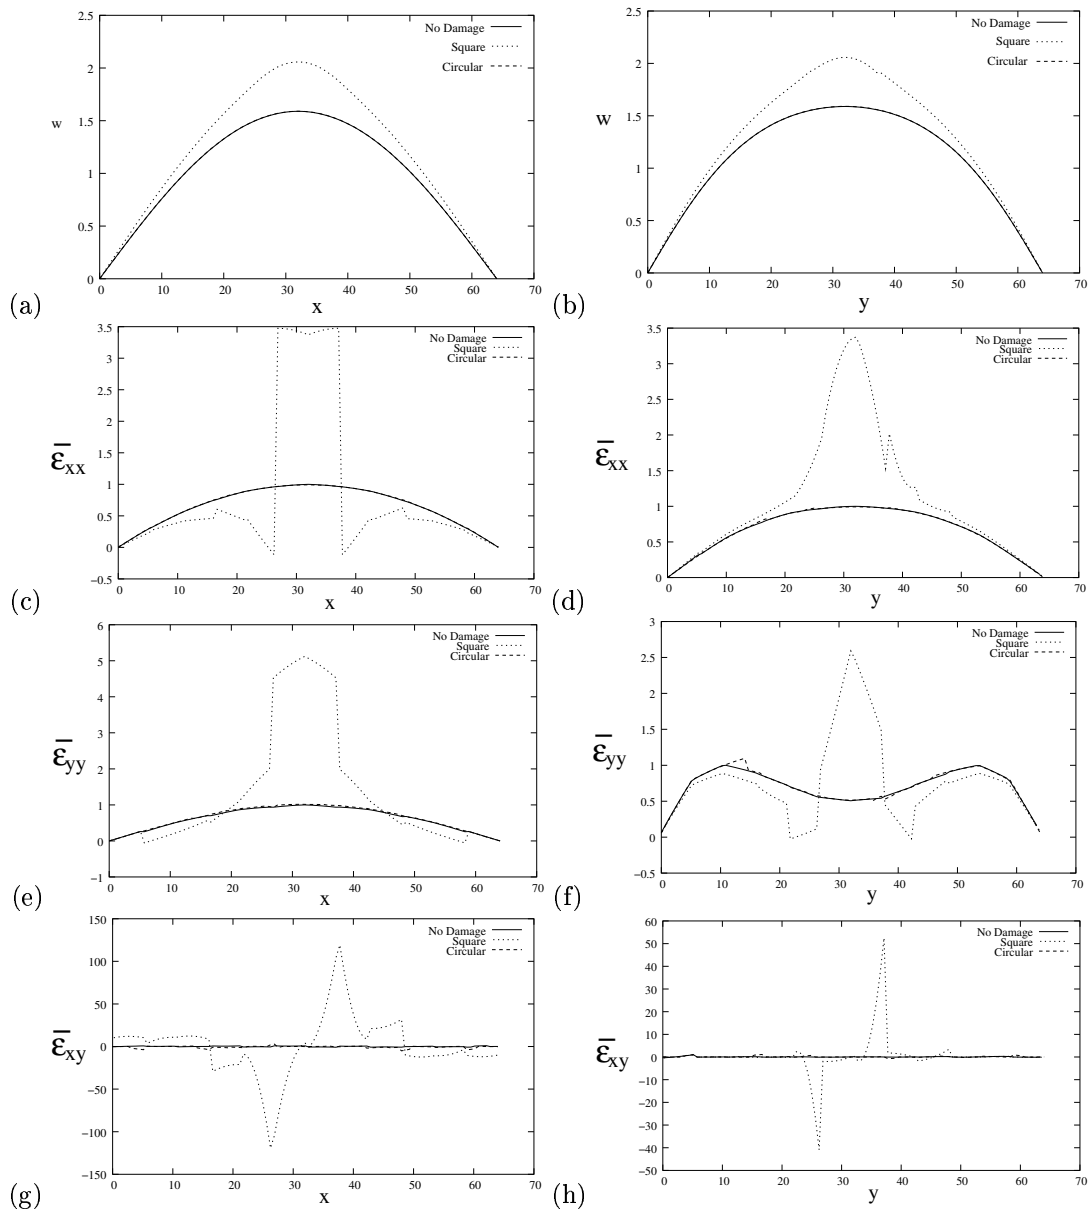 2.5
2
1.5
1
0.5
0
w
No Damage
Square
Circular
0 10 20 30 40 50 60 70
(a) x
2.5
2
1.5
1
0.5
0
w
No Damage
Square
Circular
0 10 20 30 40 50 60 70
(b) y
3.5
3
2.5
2
1.5
1
0.5
0
−0.5
ε̄xx
No Damage
Square
Circular
0 10 20 30 40 50 60 70
(c) x
3.5
3
2.5
2
1.5
1
0.5
0
ε̄xx
No Damage
Square
Circular
0 10 20 30 40 50 60 70
(d) y
6
5
4
3
2
1
0
−1
ε̄yy
No Damage
Square
Circular
0 10 20 30 40 50 60 70
(e) x
3
2.5
2
1.5
1
0.5
0
−0.5
ε̄yy
No Damage
Square
Circular
0 10 20 30 40 50 60 70
(f) y
150
100
50
0
−50
−100
−150
ε̄xy
No Damage
Square
Circular
0 10 20 30 40 50 60 70
(g) x
60
50
40
30
20
10
0
−10
−20
−30
−40
−50
ε̄xy
No Damage
Square
Circular
0 10 20 30 40 50 60 70
(h) y